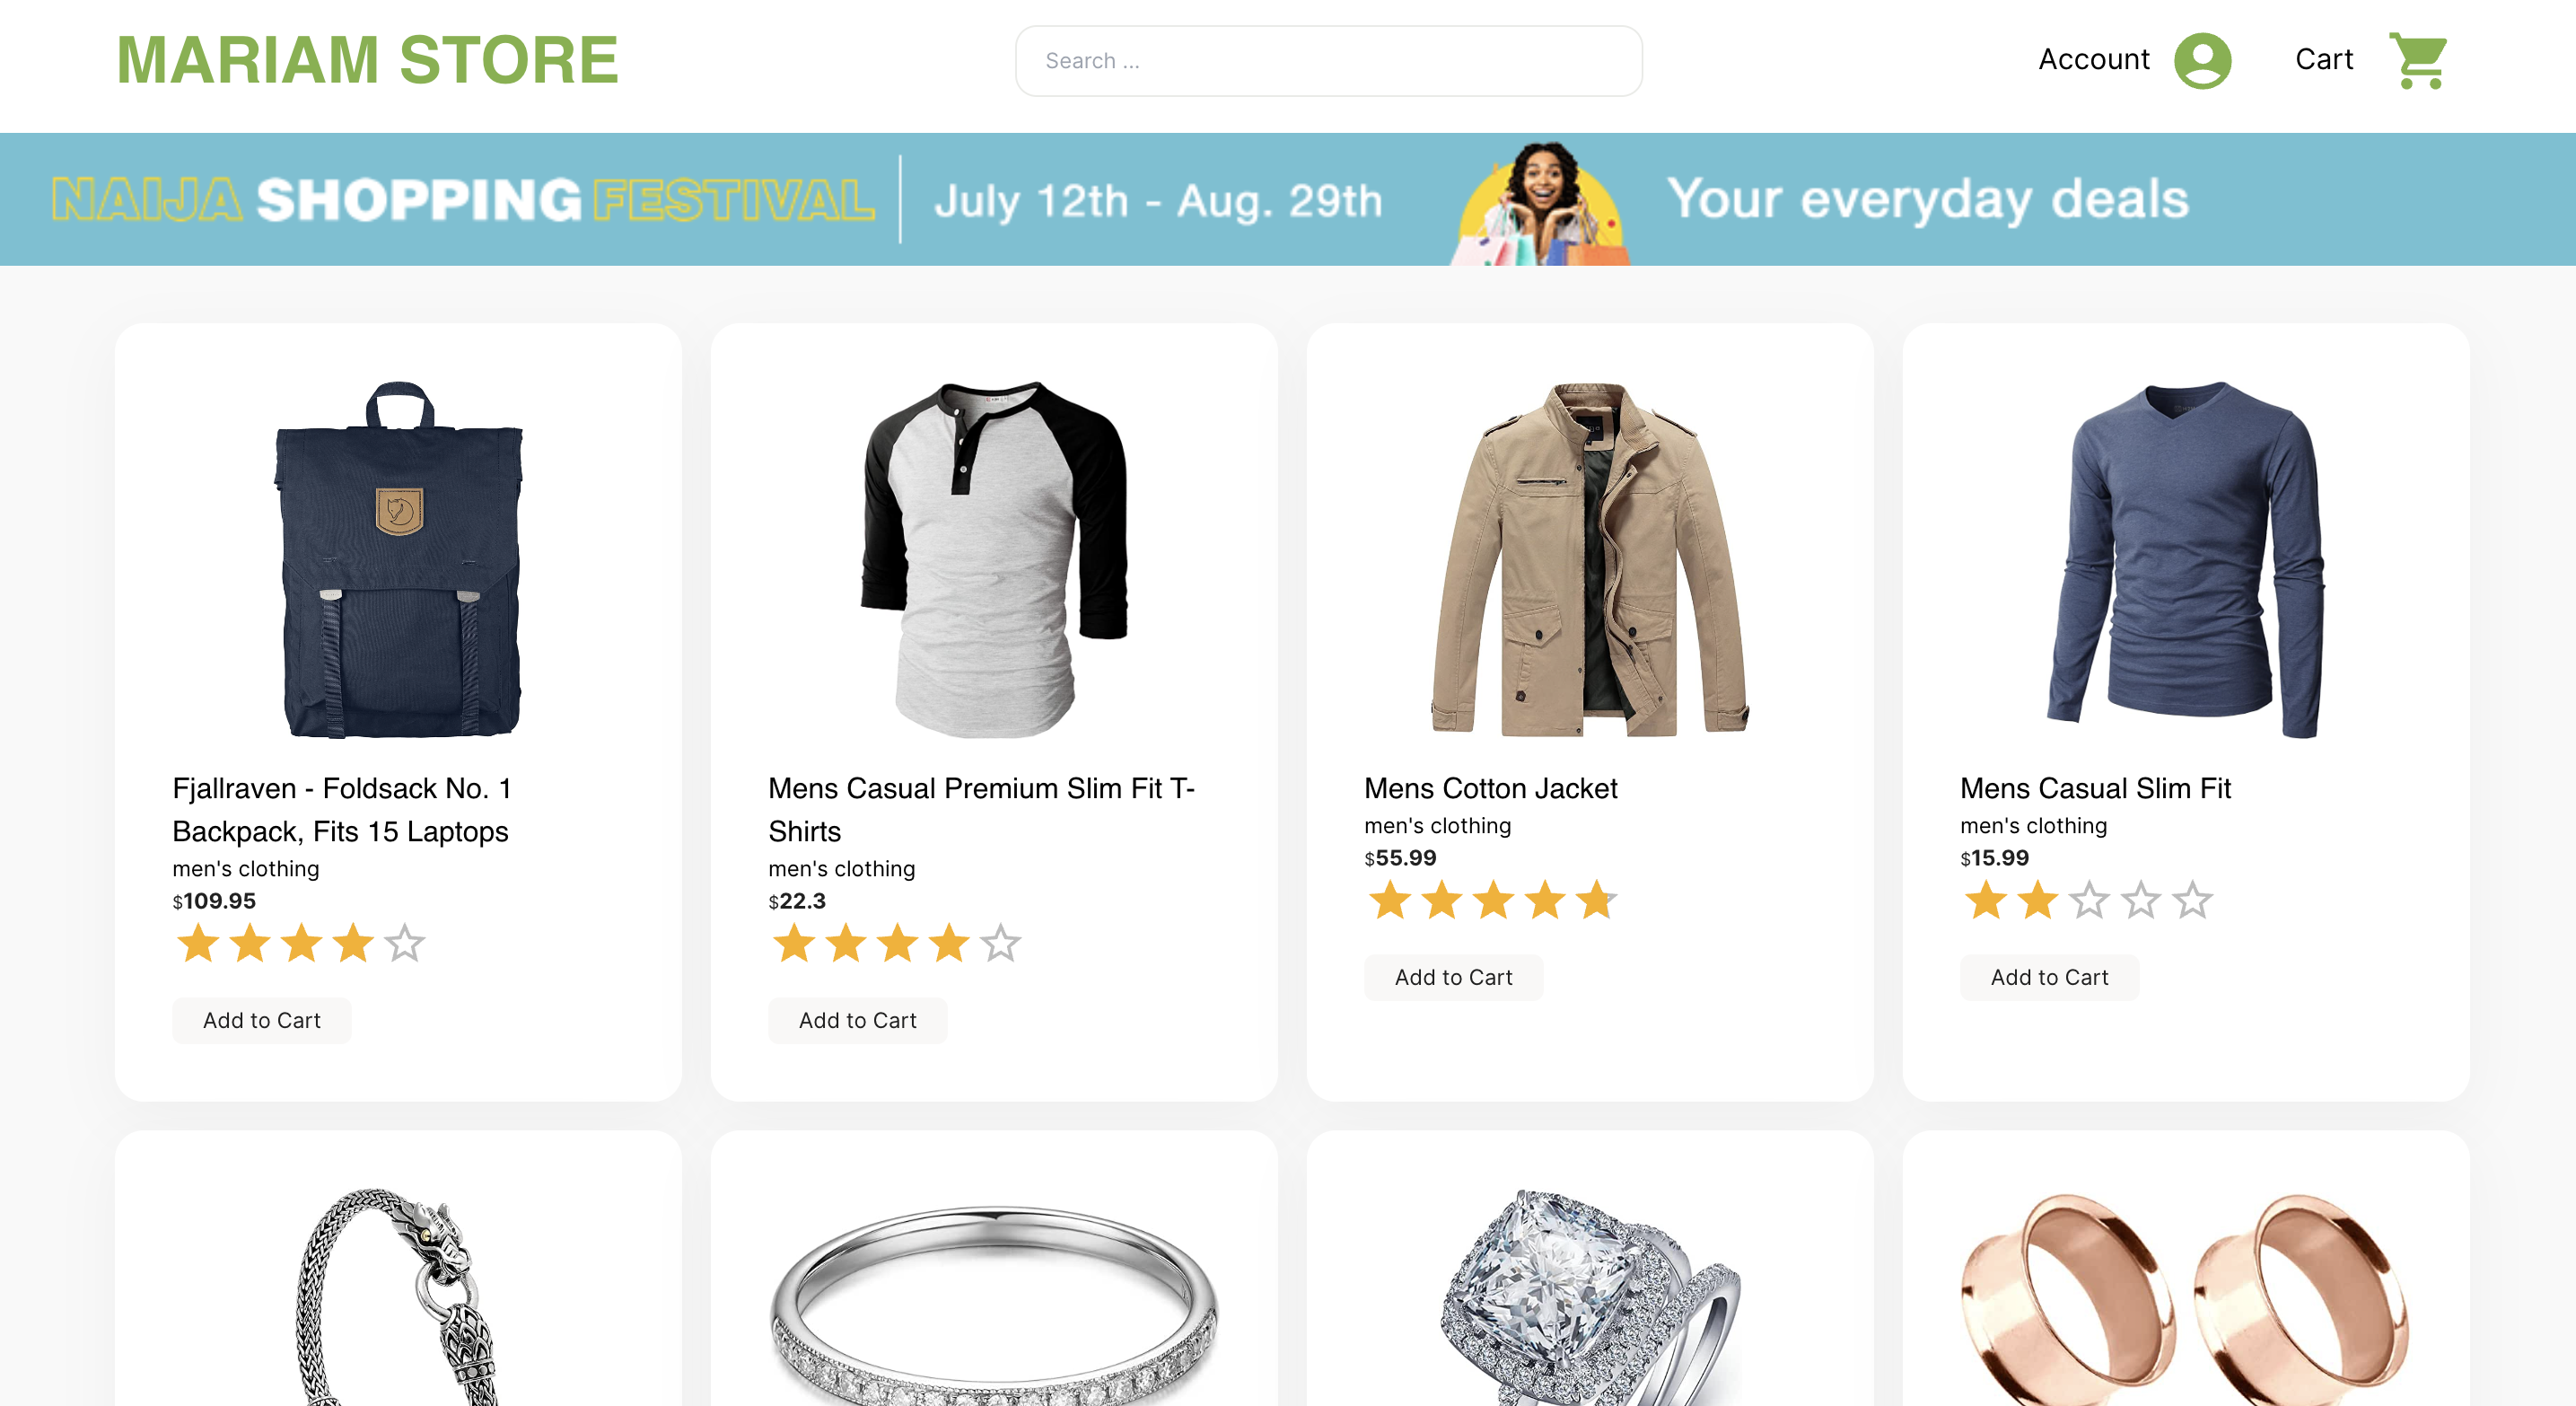 MARIAM STORE
Search ...
Account
Cart
NAIJA SHOPPING FESTIVAL
July 12th - Aug. 29th
Your everyday deals
Fjallraven - Foldsack No. 1
Backpack, Fits 15 Laptops
men's clothing
$109.95
Add to Cart
Mens Casual Premium Slim Fit T-
Shirts
men's clothing
$22.3
Add to Cart
Mens Cotton Jacket
men's clothing
$55.99
Add to Cart
Mens Casual Slim Fit
men's clothing
$15.99
Add to Cart